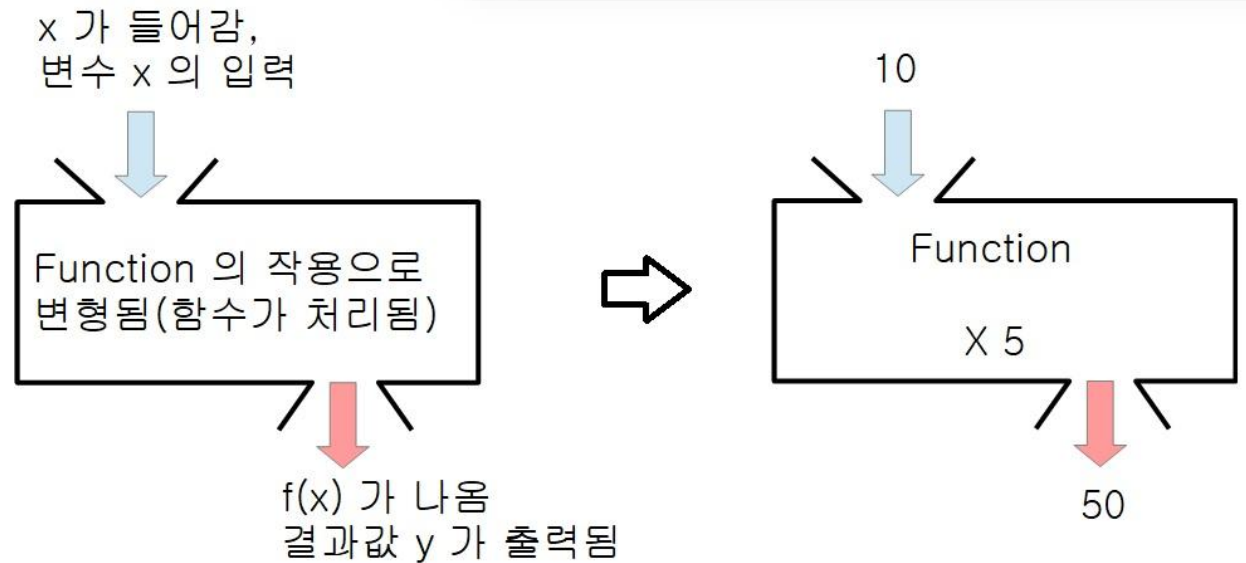 x 가 들어감,
변수 x 의 입력
Function 의 작용으로
변형됨(함수가 처리됨)
f(x) 가 나옴
결과값 y 가 출력됨
10
Function
X 5
50